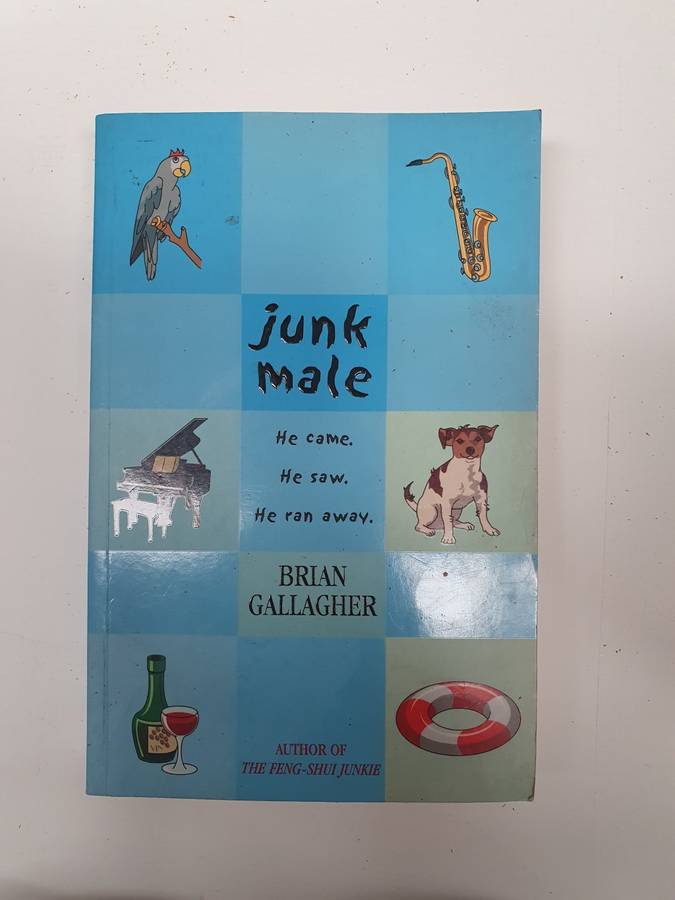 junk
male
He came.
He saw.
He ran away.
BRIAN
GALLAGHER
AUTHOR OF
THE FENG-SHUI JUNKIE